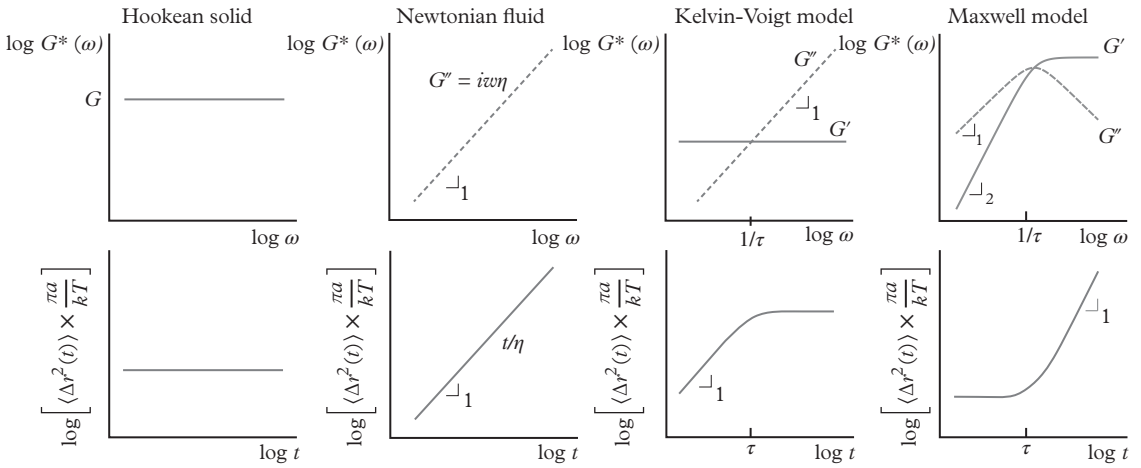 Hookean solid
Newtonian fluid
Kelvin-Voigt model
Maxwell model
log G* (ω)
G
log ω
log G* (ω)
G″ = iwη
1
log ω
log G* (ω)
G″
1
G′
1/τ
log ω
log G* (ω)
G′
1
G″
2
1/τ
log ω
log [⟨Δr²(t)⟩ × πa/kT]
log t
log [⟨Δr²(t)⟩ × πa/kT]
t/η
1
log t
log [⟨Δr²(t)⟩ × πa/kT]
1
τ
log t
log [⟨Δr²(t)⟩ × πa/kT]
1
τ
log t